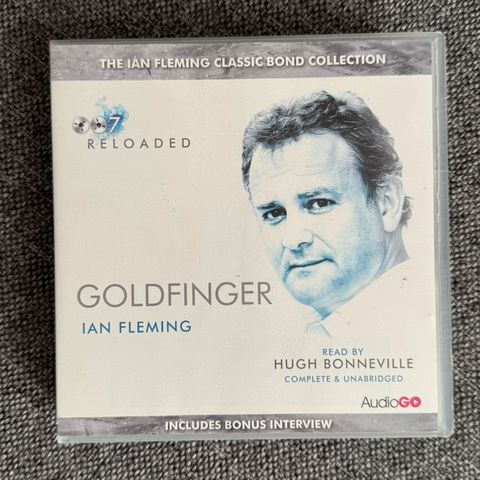 THE IAN FLEMING CLASSIC BOND COLLECTION
007
RELOADED
GOLDFINGER
IAN FLEMING
READ BY
HUGH BONNEVILLE
COMPLETE & UNABRIDGED
AudioGO
INCLUDES BONUS INTERVIEW